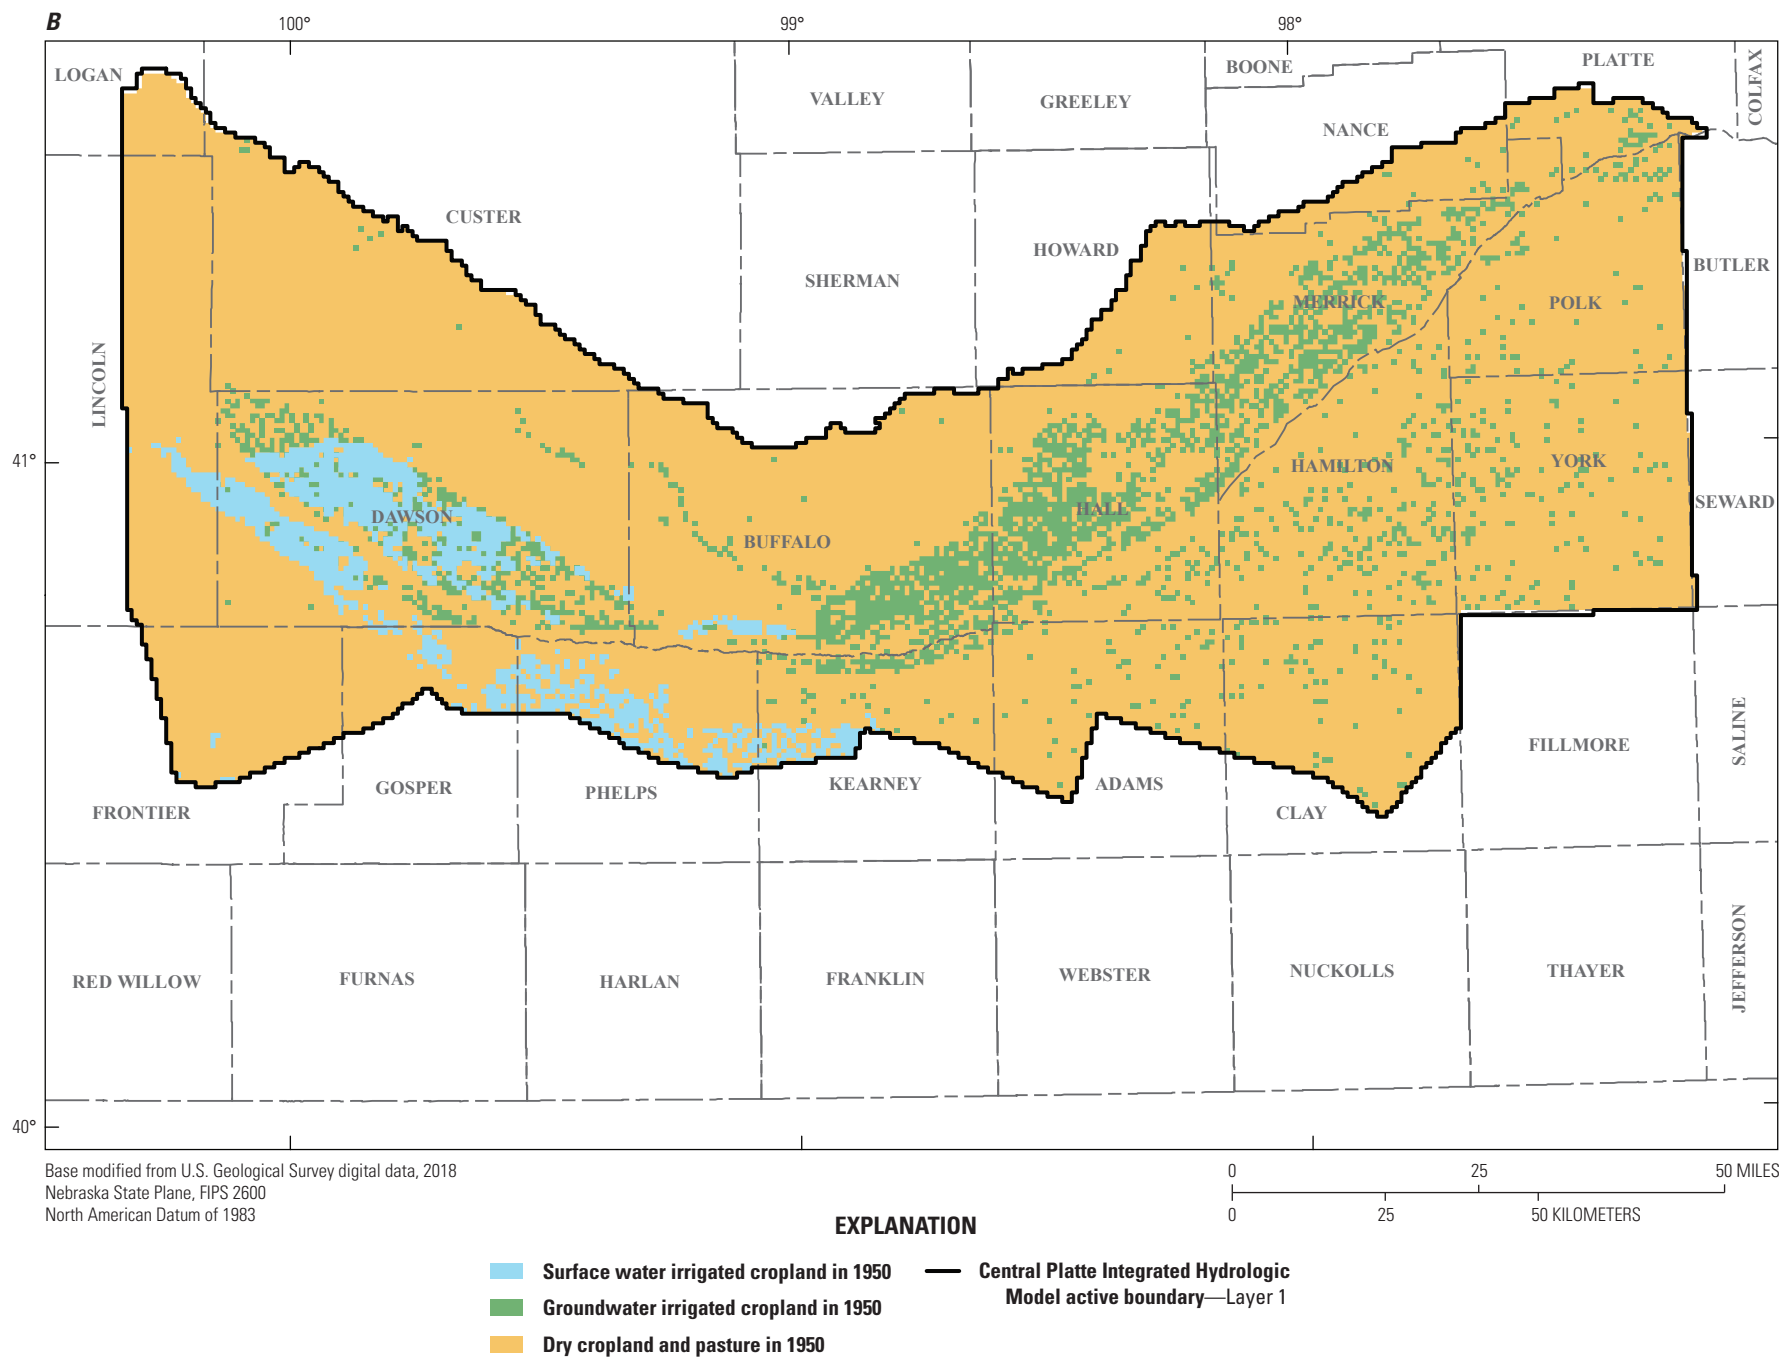 B
100°
99°
98°
LOGAN
BOONE
PLATTE
COLFAX
VALLEY
GREELEY
NANCE
CUSTER
HOWARD
SHERMAN
BUTLER
MERRICK
POLK
LINCOLN
41°
HAMILTON
YORK
SEWARD
DAWSON
HALL
BUFFALO
SALINE
FILLMORE
GOSPER
PHELPS
KEARNEY
ADAMS
FRONTIER
CLAY
JEFFERSON
RED WILLOW
FURNAS
HARLAN
FRANKLIN
WEBSTER
NUCKOLLS
THAYER
40°
Base modified from U.S. Geological Survey digital data, 2018
Nebraska State Plane, FIPS 2600
North American Datum of 1983
0 25 50 MILES
0 25 50 KILOMETERS
EXPLANATION
Surface water irrigated cropland in 1950
Groundwater irrigated cropland in 1950
Dry cropland and pasture in 1950
Central Platte Integrated Hydrologic
Model active boundary—Layer 1